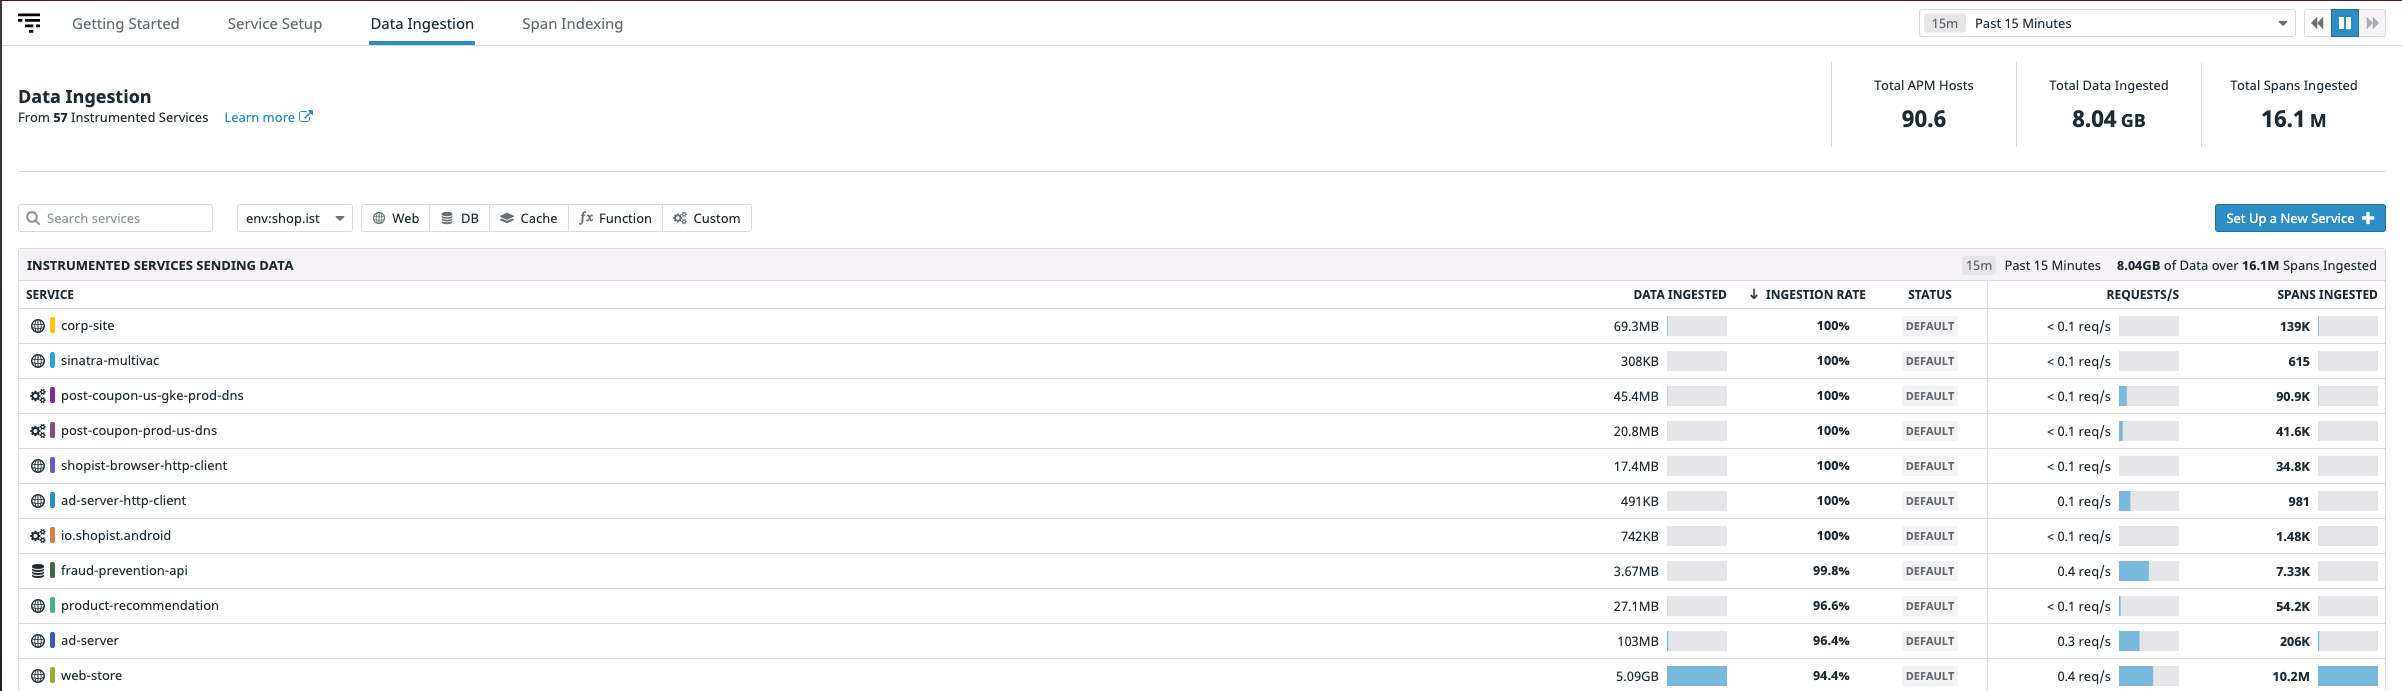 Getting Started Service Setup Data Ingestion Span Indexing 15m Past 15 Minutes
Data Ingestion
From 57 Instrumented Services Learn more
Total APM Hosts
90.6
Total Data Ingested
8.04 GB
Total Spans Ingested
16.1 M
Search services env:shop.ist Web DB Cache Function Custom Set Up a New Service +
INSTRUMENTED SERVICES SENDING DATA 15m Past 15 Minutes 8.04GB of Data over 16.1M Spans Ingested
SERVICE DATA INGESTED ↓ INGESTION RATE STATUS REQUESTS/S SPANS INGESTED
corp-site 69.3MB 100% DEFAULT < 0.1 req/s 139K
sinatra-multivac 308KB 100% DEFAULT < 0.1 req/s 615
post-coupon-us-gke-prod-dns 45.4MB 100% DEFAULT < 0.1 req/s 90.9K
post-coupon-prod-us-dns 20.8MB 100% DEFAULT < 0.1 req/s 41.6K
shopist-browser-http-client 17.4MB 100% DEFAULT < 0.1 req/s 34.8K
ad-server-http-client 491KB 100% DEFAULT 0.1 req/s 981
io.shopist.android 742KB 100% DEFAULT < 0.1 req/s 1.48K
fraud-prevention-api 3.67MB 99.8% DEFAULT 0.4 req/s 7.33K
product-recommendation 27.1MB 96.6% DEFAULT < 0.1 req/s 54.2K
ad-server 103MB 96.4% DEFAULT 0.3 req/s 206K
web-store 5.09GB 94.4% DEFAULT 0.4 req/s 10.2M